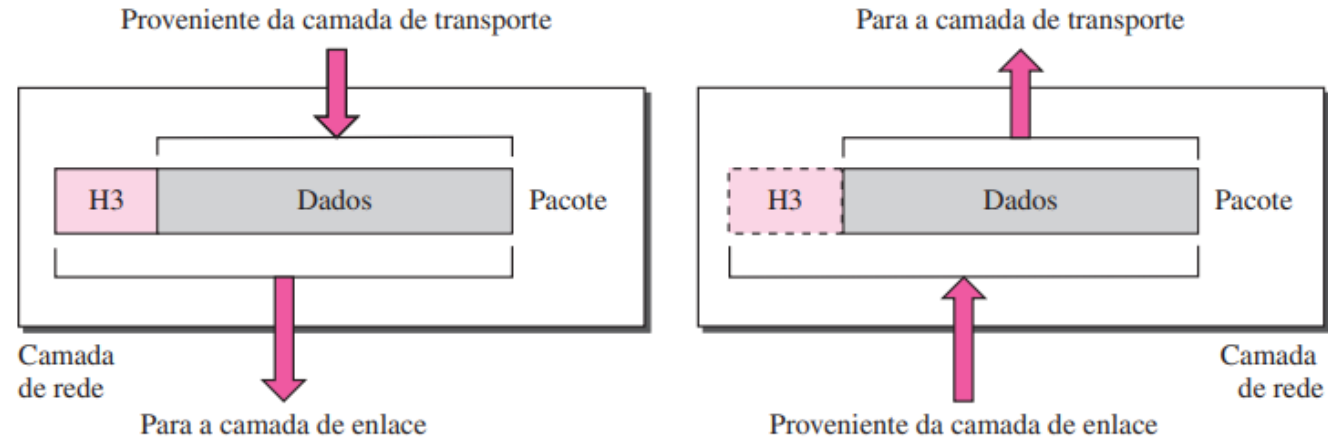 Proveniente da camada de transporte
H3
Dados
Pacote
Camada
de rede
Para a camada de enlace
Para a camada de transporte
H3
Dados
Pacote
Camada
de rede
Proveniente da camada de enlace